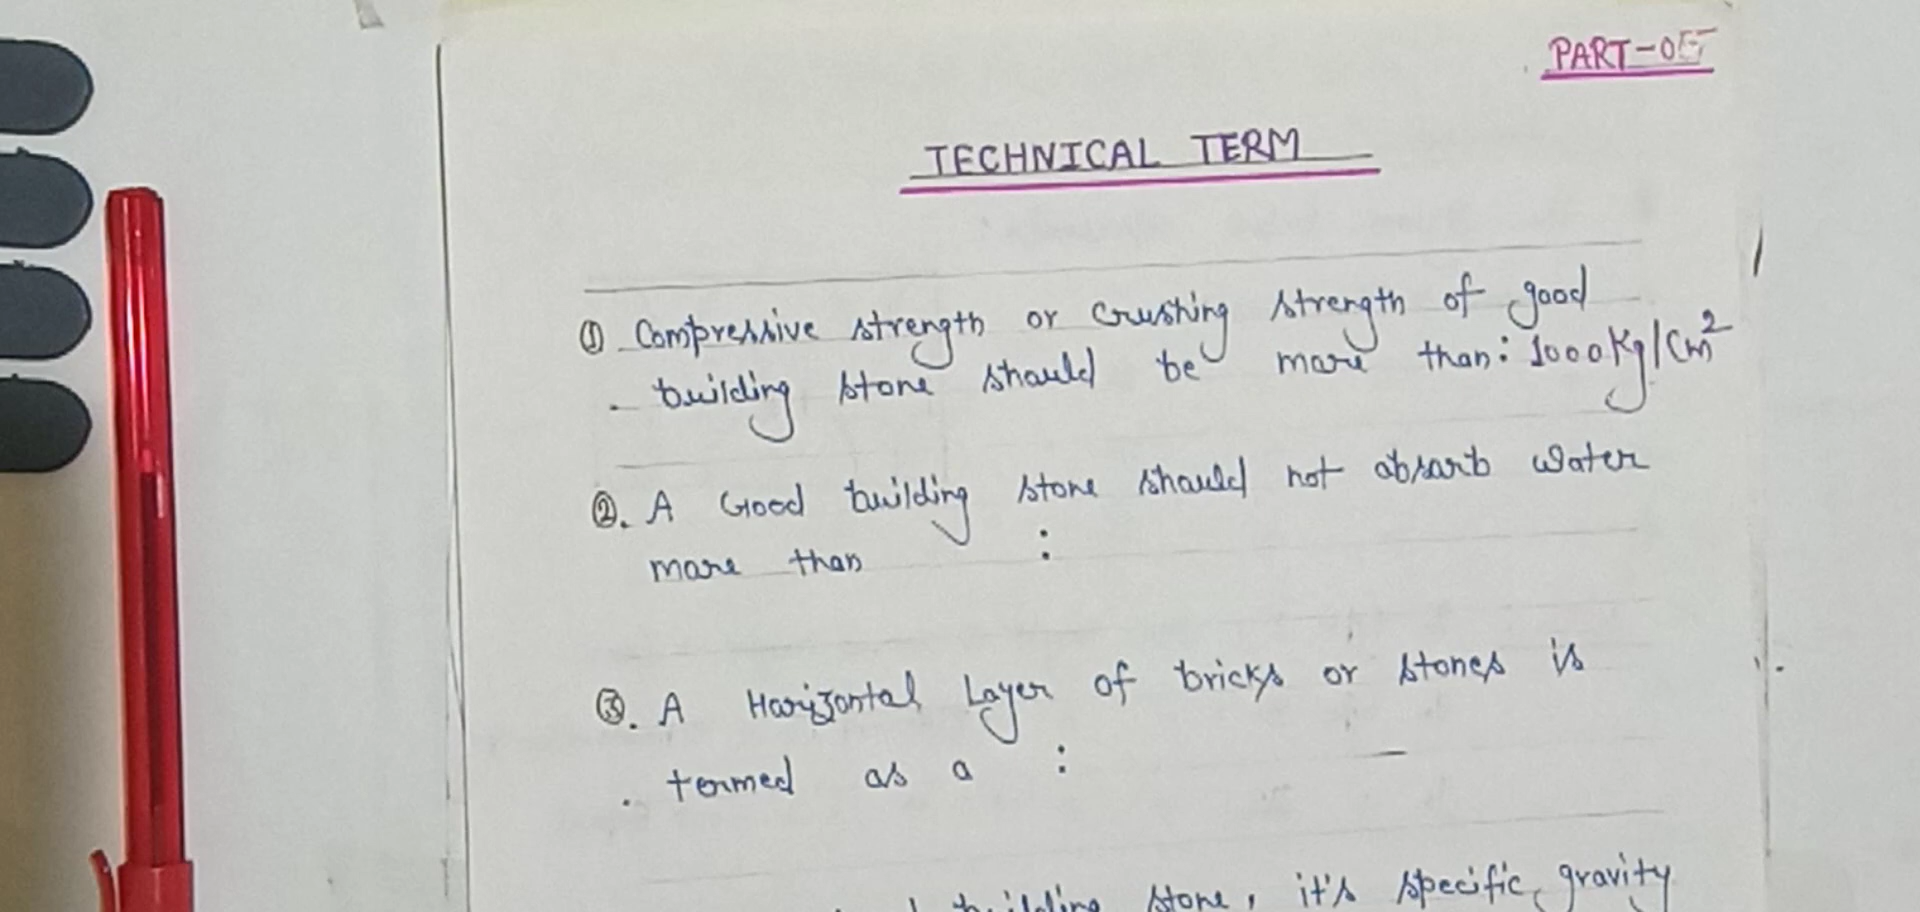 PART-05
TECHNICAL TERM
① Compressive strength or Crushing strength of good
building stone should be more than: 1000Kg/Cm²
②. A Good building stone should not absorb water
more than :
③. A Horizontal Layer of bricks or stones is
termed as a : —
building stone, it's specific gravity